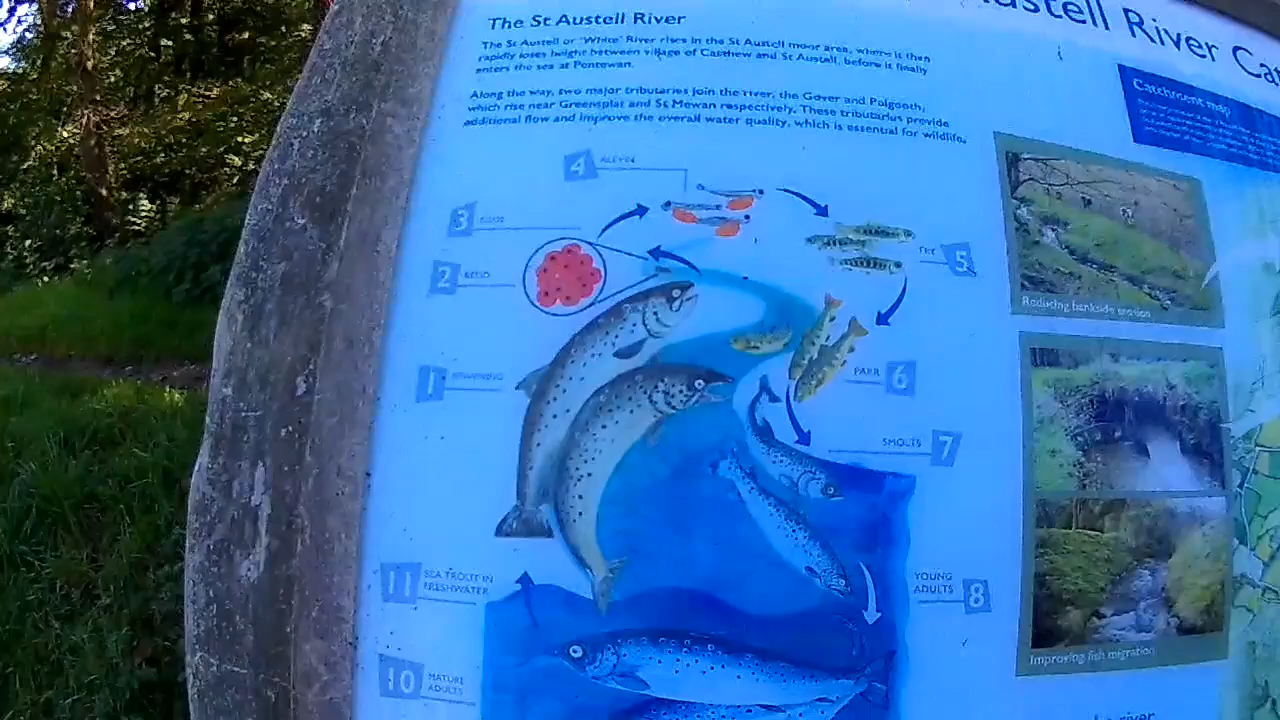 The St Austell River
The St Austell or 'White' River rises in the St Austell moor area, where it then
rapidly loses height between village of Carthew and St Austell, before it finally
enters the sea at Pentewan.
Along the way, two major tributaries join the river, the Gover and Polgooth,
which rise near Greensplat and St Mewan respectively. These tributaries provide
additional flow and improve the overall water quality, which is essential for wildlife.
4 ALEVIN
3 EGGS
2 REDD
FRY 5
1 SPAWNING
PARR 6
SMOLTS 7
11 SEA TROUT IN
FRESHWATER
YOUNG
ADULTS 8
10 MATURE
ADULTS
Austell River Ca
Catchment map
Reducing bankside erosion
Improving fish migration
river